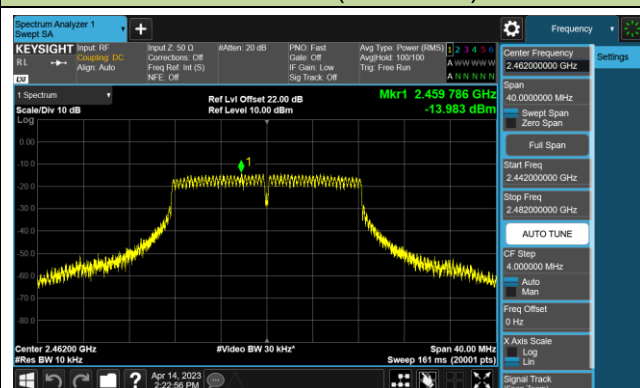 Spectrum Analyzer 1
Swept SA
Frequency
KEYSIGHT
RL
LXI
Input: RF
Coupling: DC
Align: Auto
Input Z: 50 Ω
Corrections: Off
Freq Ref: Int (S)
NFE: Off
#Atten: 20 dB
PNO: Fast
Gate: Off
IF Gain: Low
Sig Track: Off
Avg Type: Power (RMS)
Avg|Hold: 100/100
Trig: Free Run
1 2 3 4 5 6
A W W W W W
A N N N N N
1 Spectrum
Scale/Div 10 dB
Log
Ref Lvl Offset 22.00 dB
Ref Level 10.00 dBm
Mkr1 2.459 786 GHz
-13.983 dBm
1
0.00
-10.0
-20.0
-30.0
-40.0
-50.0
-60.0
-70.0
-80.0
Center 2.46200 GHz
#Res BW 10 kHz
#Video BW 30 kHz*
Span 40.00 MHz
Sweep 161 ms (20001 pts)
Apr 14, 2023
2:22:56 PM
Center Frequency
2.462000000 GHz
Settings
Span
40.0000000 MHz
Swept Span
Zero Span
Full Span
Start Freq
2.442000000 GHz
Stop Freq
2.482000000 GHz
AUTO TUNE
CF Step
4.000000 MHz
Auto
Man
Freq Offset
0 Hz
X Axis Scale
Log
Lin
Signal Track